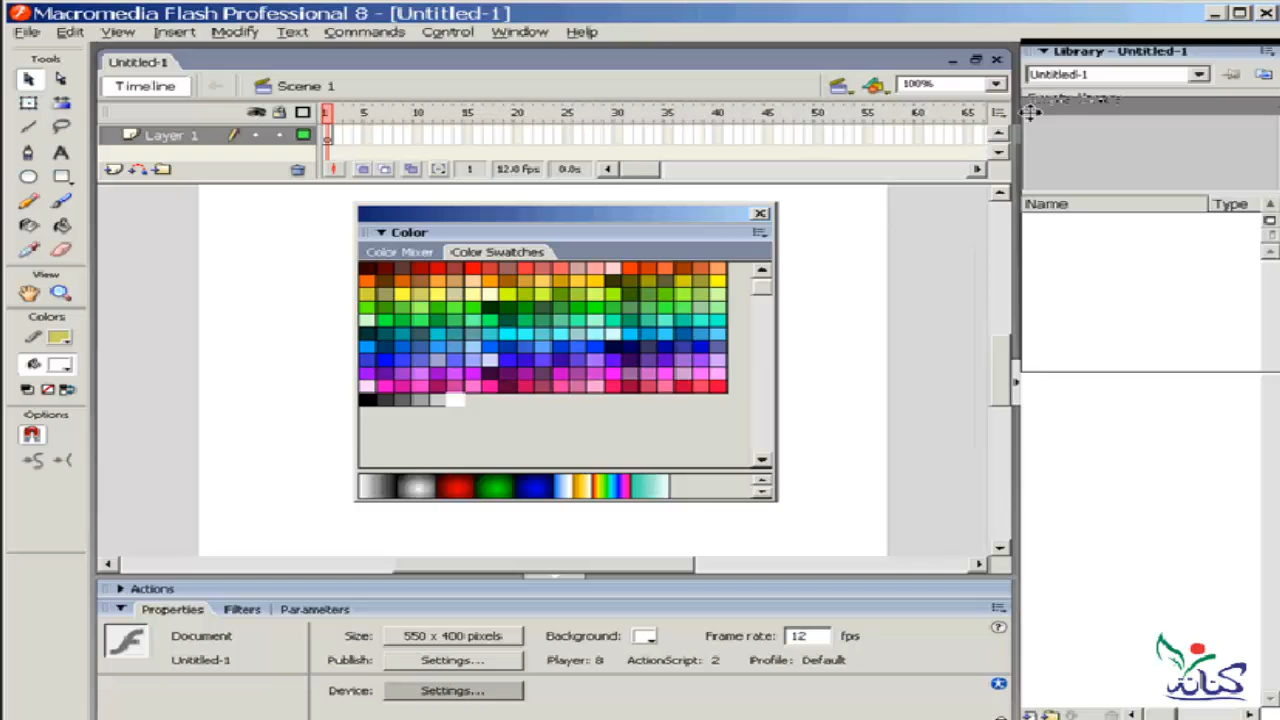 Macromedia Flash Professional 8 - [Untitled-1]
File Edit View Insert Modify Text Commands Control Window Help
Tools
Untitled-1
Timeline
Scene 1
100%
1 5 10 15 20 25 30 35 40 45 50 55 60 65
Layer 1
1 12.0 fps 0.0s
View
Colors
Options
Color
Color Mixer Color Swatches
Library - Untitled-1
Untitled-1
Name Type
Actions
Properties Filters Parameters
Document
Untitled-1
Size: 550 x 400 pixels Background: Frame rate: 12 fps
Publish: Settings... Player: 8 ActionScript: 2 Profile: Default
Device: Settings...